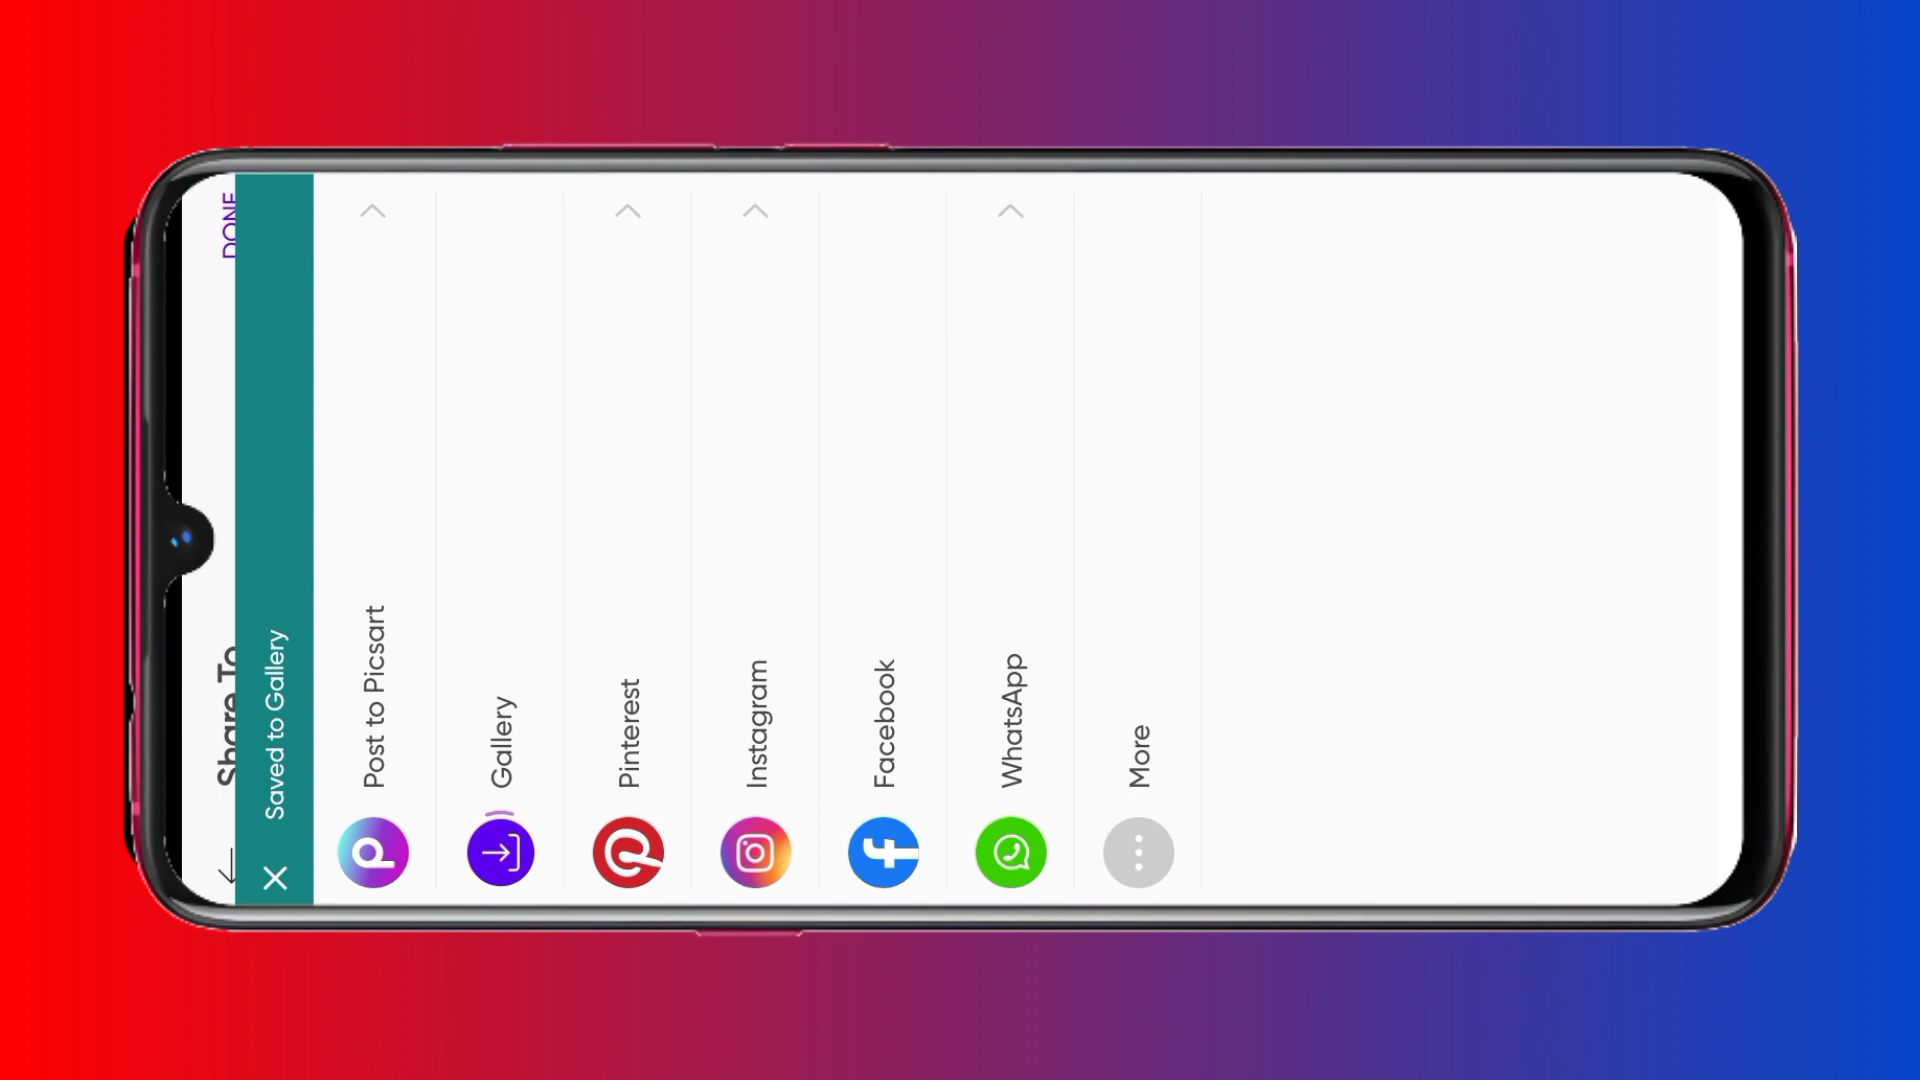 Share To
DONE
Saved to Gallery
Post to Picsart
Gallery
Pinterest
Instagram
Facebook
WhatsApp
More